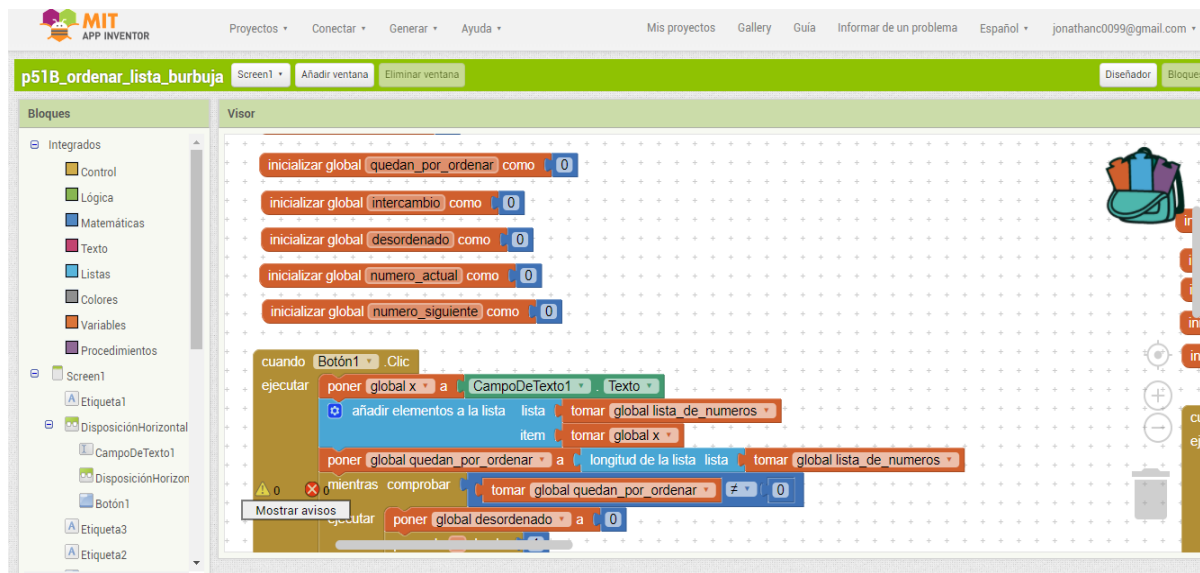 MIT
APP INVENTOR
Proyectos Conectar Generar Ayuda Mis proyectos Gallery Guía Informar de un problema Español jonathanc0099@gmail.com
p51B_ordenar_lista_burbuja Screen1 Añadir ventana Eliminar ventana Diseñador Bloque
Bloques Visor
Integrados
Control
Lógica
Matemáticas
Texto
Listas
Colores
Variables
Procedimientos
Screen1
Etiqueta1
DisposiciónHorizontal
CampoDeTexto1
DisposiciónHorizon
Botón1
Etiqueta3
Etiqueta2
inicializar global quedan_por_ordenar como 0
inicializar global intercambio como 0
inicializar global desordenado como 0
inicializar global numero_actual como 0
inicializar global numero_siguiente como 0
cuando Botón1 .Clic
ejecutar poner global x a CampoDeTexto1 . Texto
añadir elementos a la lista lista tomar global lista_de_numeros
item tomar global x
poner global quedan_por_ordenar a longitud de la lista lista tomar global lista_de_numeros
mientras comprobar tomar global quedan_por_ordenar ≠ 0
ejecutar poner global desordenado a 0
0 0
Mostrar avisos
in
in
in
cu
ej